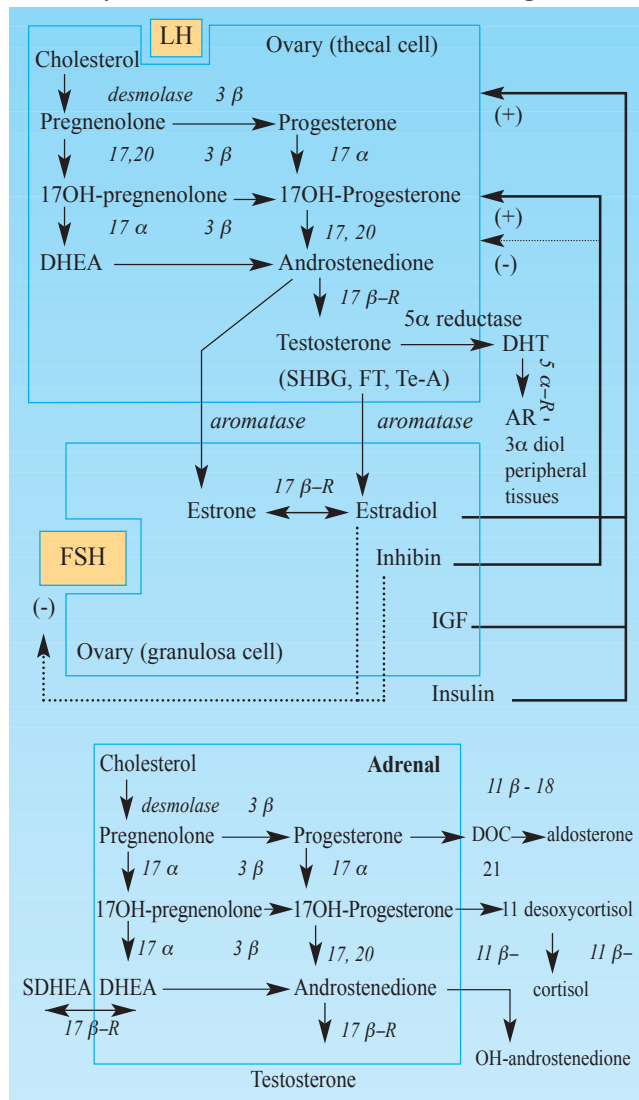 LH
Ovary (thecal cell)
Cholesterol
desmolase 3 β
(+)
Pregnenolone Progesterone
17,20 3 β 17 α
17OH-pregnenolone 17OH-Progesterone
(+)
17 α 3 β 17, 20
DHEA Androstenedione
(-)
17 β–R
5α reductase
Testosterone DHT
5 α–R -
(SHBG, FT, Te-A)
AR
aromatase aromatase
3α diol
peripheral
tissues
17 β–R
Estrone Estradiol
FSH
Inhibin
(-)
IGF
Ovary (granulosa cell)
Insulin
Cholesterol Adrenal
11 β - 18
desmolase 3 β
Pregnenolone Progesterone DOC aldosterone
17 α 3 β 17 α 21
17OH-pregnenolone 17OH-Progesterone 11 desoxycortisol
17 α 3 β 17, 20 11 β– 11 β–
SDHEA DHEA Androstenedione cortisol
17 β–R 17 β–R
OH-androstenedione
Testosterone